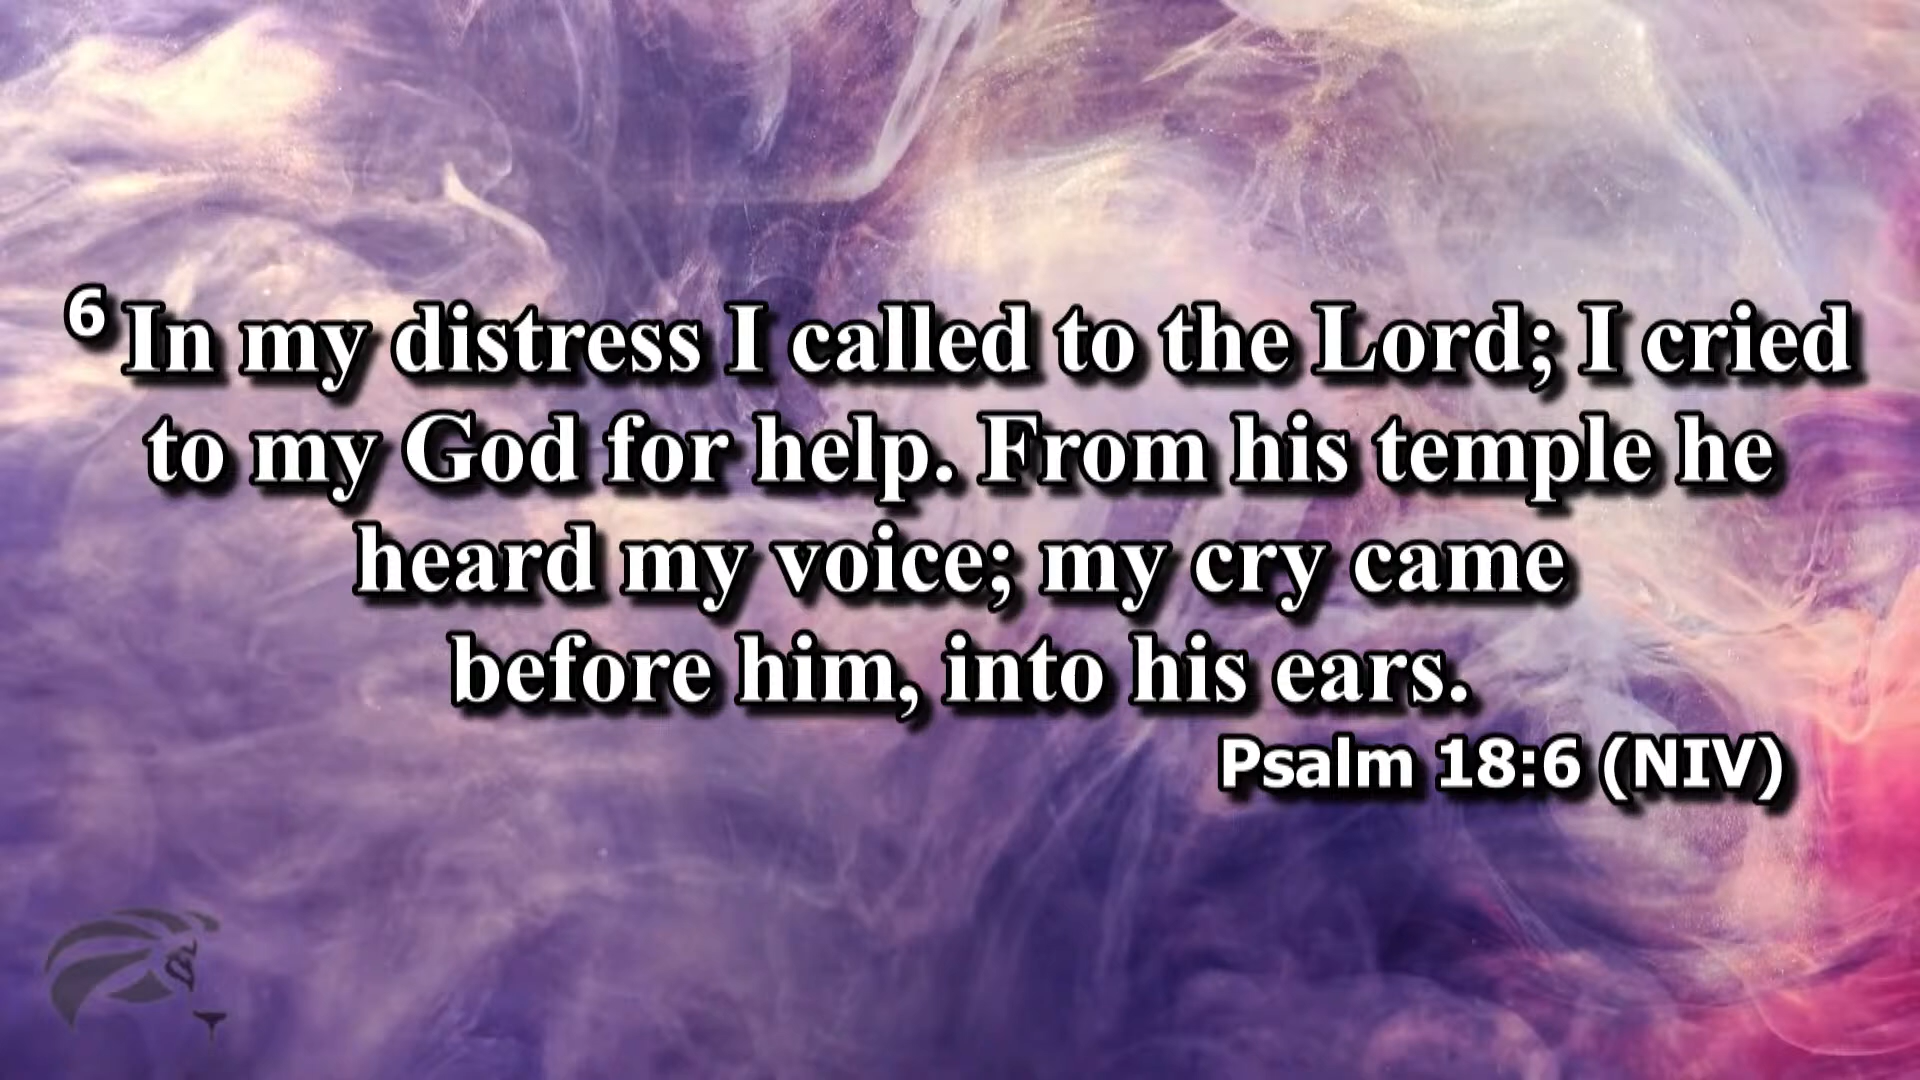 6 In my distress I called to the Lord; I cried
to my God for help. From his temple he
heard my voice; my cry came
before him, into his ears.
Psalm 18:6 (NIV)